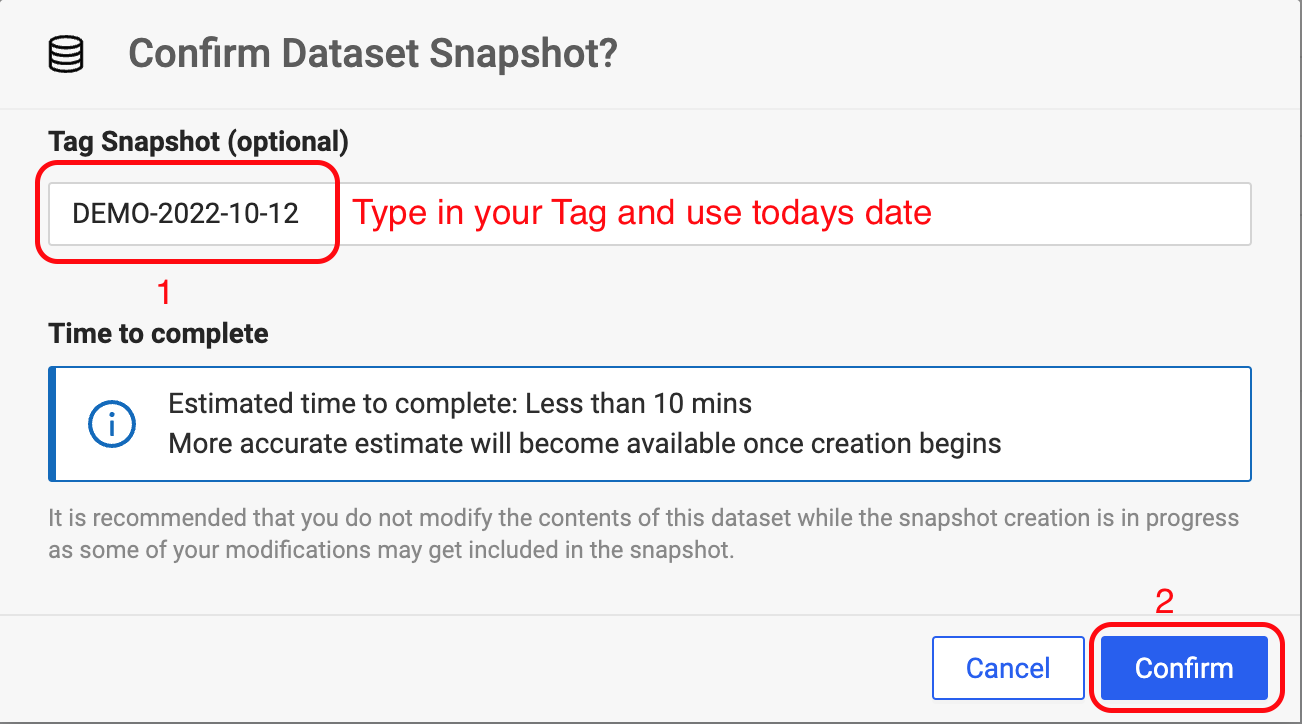 Confirm Dataset Snapshot?
Tag Snapshot (optional)
DEMO-2022-10-12 Type in your Tag and use todays date
1
Time to complete
Estimated time to complete: Less than 10 mins
More accurate estimate will become available once creation begins
It is recommended that you do not modify the contents of this dataset while the snapshot creation is in progress
as some of your modifications may get included in the snapshot.
2
Cancel Confirm